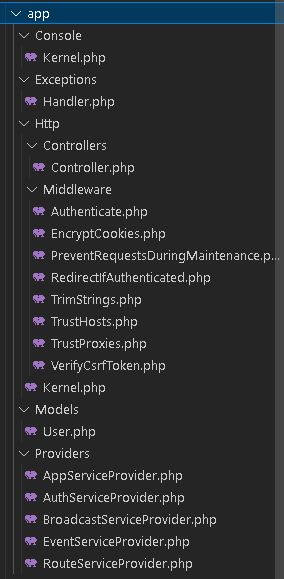 app
Console
Kernel.php
Exceptions
Handler.php
Http
Controllers
Controller.php
Middleware
Authenticate.php
EncryptCookies.php
PreventRequestsDuringMaintenance.p...
RedirectIfAuthenticated.php
TrimStrings.php
TrustHosts.php
TrustProxies.php
VerifyCsrfToken.php
Kernel.php
Models
User.php
Providers
AppServiceProvider.php
AuthServiceProvider.php
BroadcastServiceProvider.php
EventServiceProvider.php
RouteServiceProvider.php